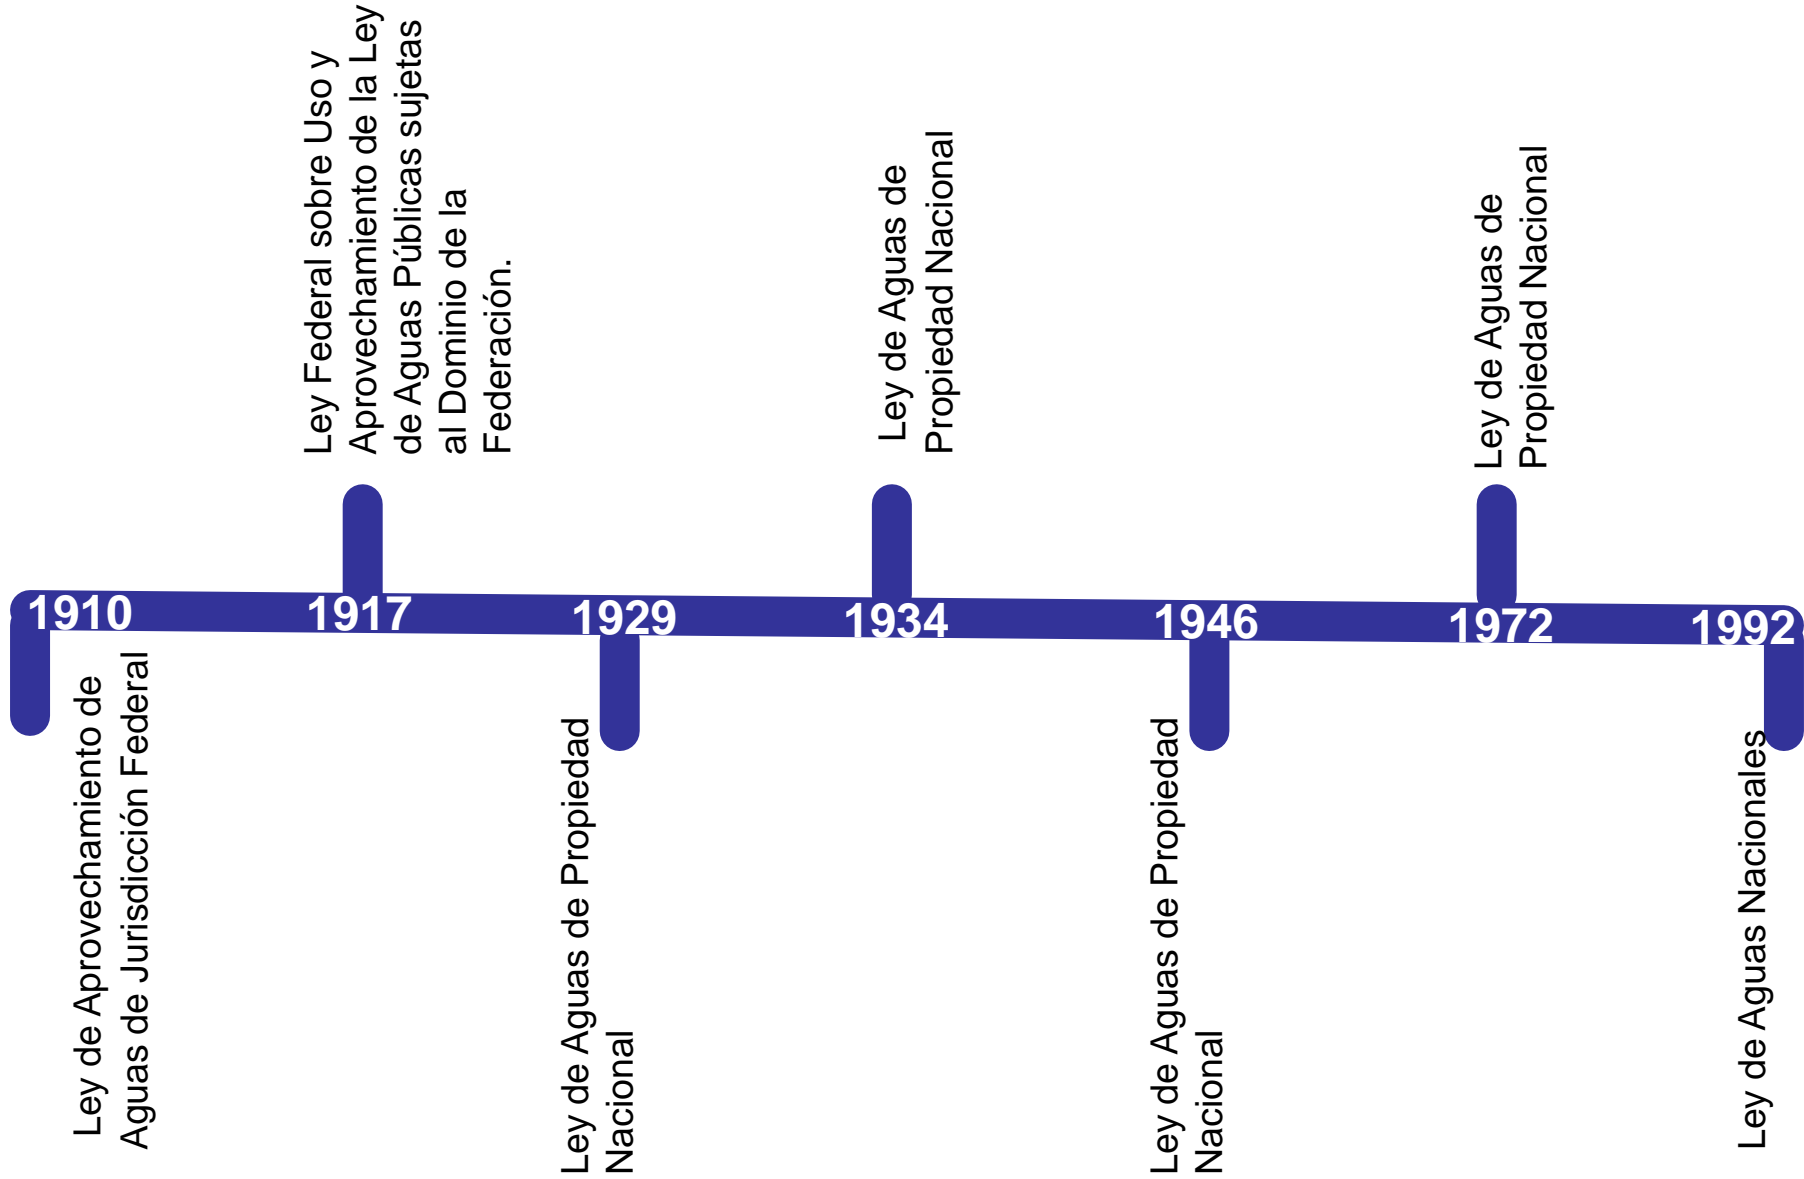 Ley Federal sobre Uso y
Aprovechamiento de la Ley
de Aguas Públicas sujetas
al Dominio de la
Federación.
Ley de Aguas de
Propiedad Nacional
Ley de Aguas de
Propiedad Nacional
1910
1917
1929
1934
1946
1972
1992
Ley de Aprovechamiento de
Aguas de Jurisdicción Federal
Ley de Aguas de Propiedad
Nacional
Ley de Aguas de Propiedad
Nacional
Ley de Aguas Nacionales